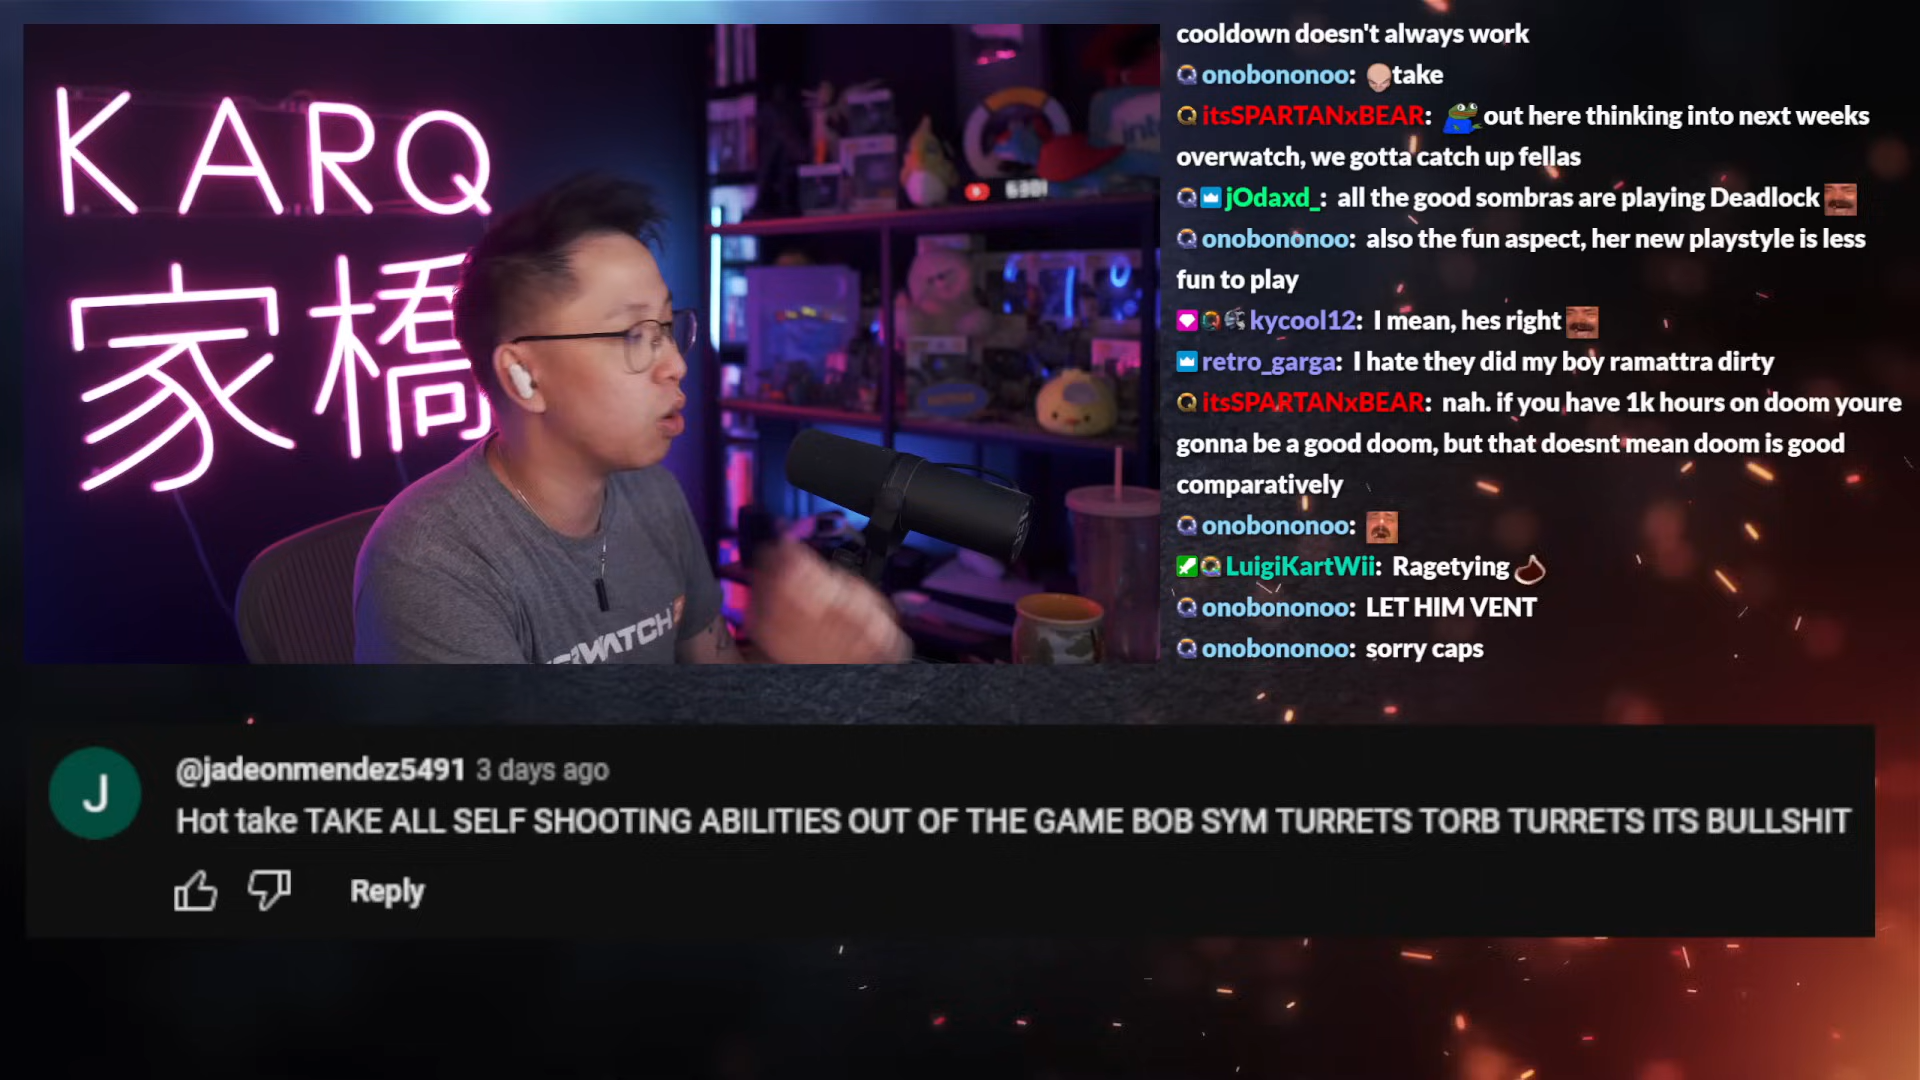 KARQ
家橋
cooldown doesn't always work
onobononoo: take
itsSPARTANxBEAR: out here thinking into next weeks
overwatch, we gotta catch up fellas
jOdaxd_: all the good sombras are playing Deadlock
onobononoo: also the fun aspect, her new playstyle is less
fun to play
kycool12: I mean, hes right
retro_garga: I hate they did my boy ramattra dirty
itsSPARTANxBEAR: nah. if you have 1k hours on doom youre
gonna be a good doom, but that doesnt mean doom is good
comparatively
onobononoo:
LuigiKartWii: Ragetying
onobononoo: LET HIM VENT
onobononoo: sorry caps
J
@jadeonmendez5491 3 days ago
Hot take TAKE ALL SELF SHOOTING ABILITIES OUT OF THE GAME BOB SYM TURRETS TORB TURRETS ITS BULLSHIT
Reply